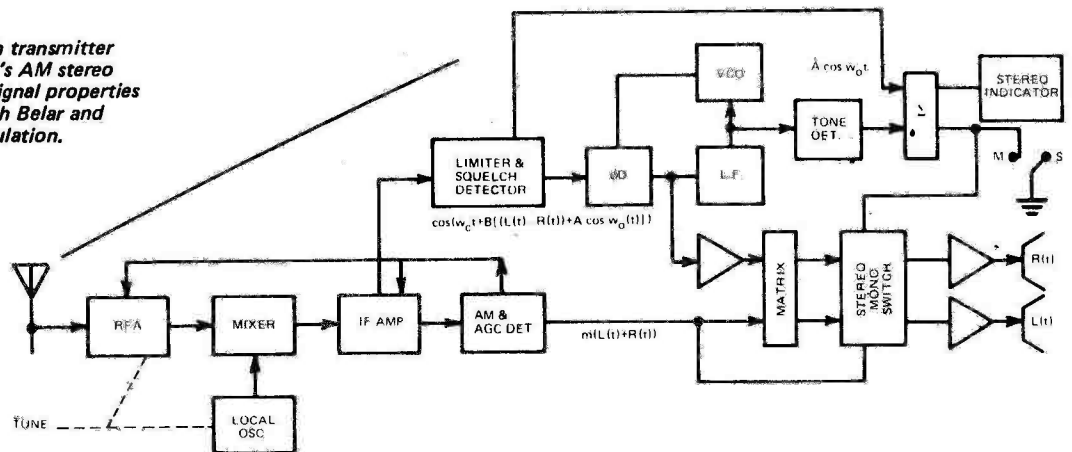 n transmitter
's AM stereo
ignal properties
h Belar and
ulation.
VCO
A cos w₀t
STEREO
INDICATOR
TONE
DET.
Σ
LIMITER &
SQUELCH
DETECTOR
L.F.
M
S
cos(w_c t+B[(L(t) R(t))+A cos w₀(t)])
RFA
MIXER
IF AMP
AM &
AGC DET
m(L(t)+R(t))
MATRIX
STEREO
MONO
SWITCH
R(t)
L(t)
TUNE
LOCAL
OSC